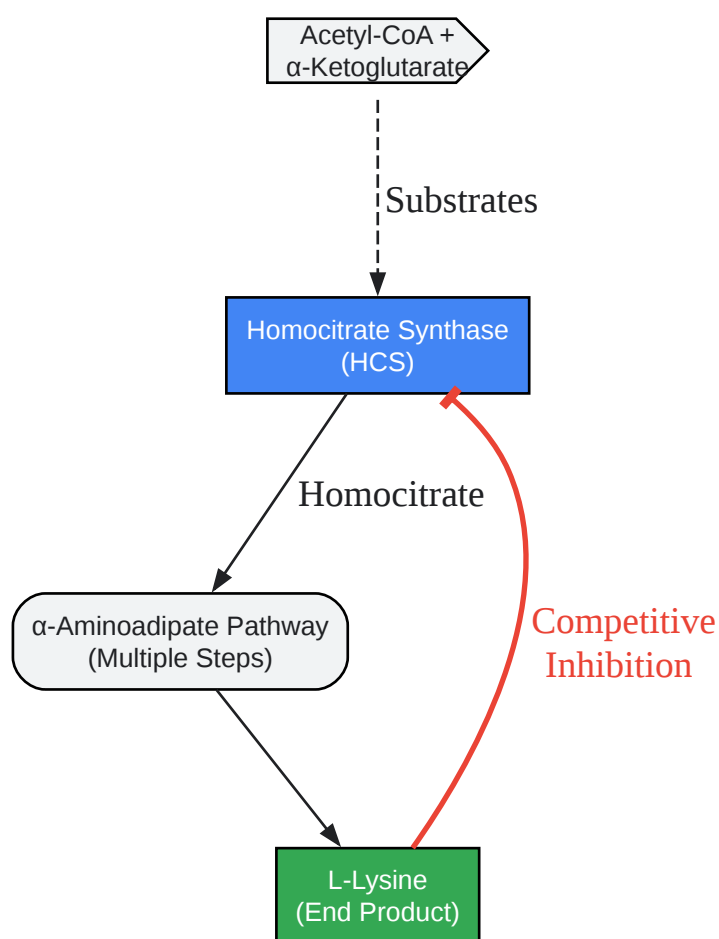 Acetyl-CoA +
α-Ketoglutarate
Substrates
Homocitrate Synthase
(HCS)
Homocitrate
α-Aminoadipate Pathway
(Multiple Steps)
Competitive
Inhibition
L-Lysine
(End Product)